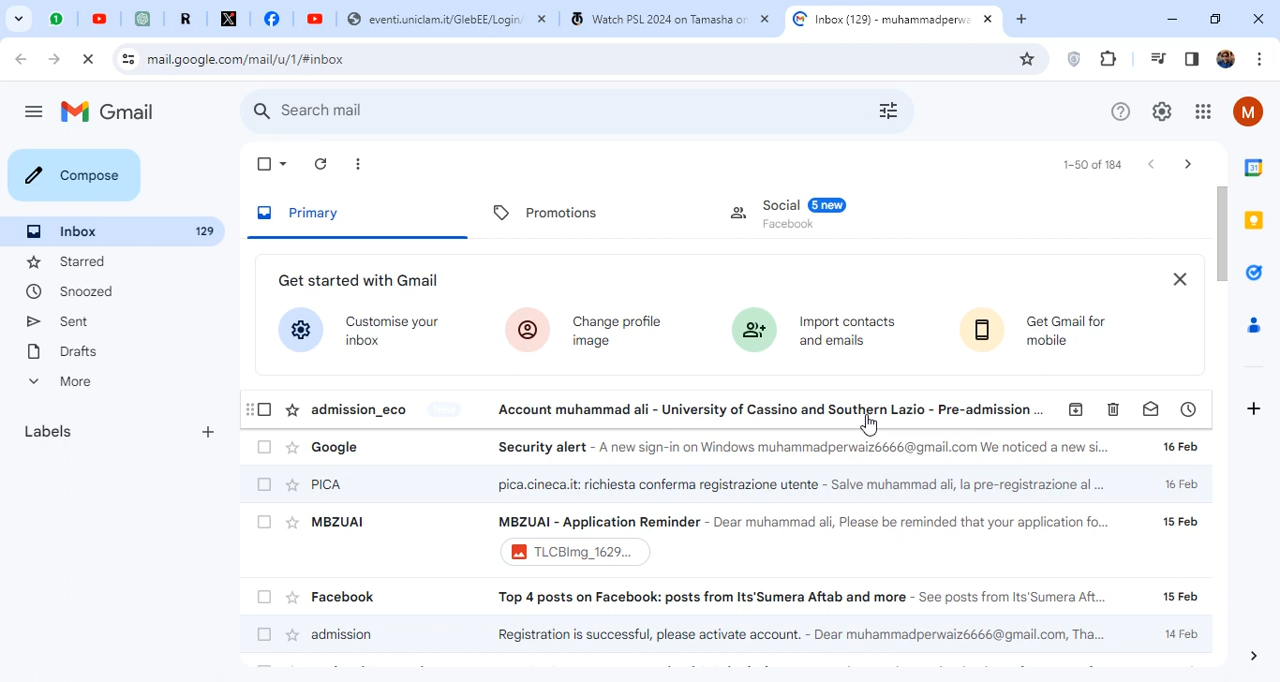 eventi.uniclam.it/GlebEE/Login/
Watch PSL 2024 on Tamasha on
Inbox (129) - muhammadperwa
mail.google.com/mail/u/1/#inbox
Gmail
Search mail
M
Compose
1–50 of 184
Primary
Promotions
Social 5 new
Facebook
Inbox 129
Starred
Snoozed
Sent
Drafts
More
Labels
Get started with Gmail
Customise your
inbox
Change profile
image
Import contacts
and emails
Get Gmail for
mobile
admission_eco New Account muhammad ali - University of Cassino and Southern Lazio - Pre-admission ...
Google Security alert - A new sign-in on Windows muhammadperwaiz6666@gmail.com We noticed a new si... 16 Feb
PICA pica.cineca.it: richiesta conferma registrazione utente - Salve muhammad ali, la pre-registrazione al ... 16 Feb
MBZUAI MBZUAI - Application Reminder - Dear muhammad ali, Please be reminded that your application fo... 15 Feb
TLCBImg_1629...
Facebook Top 4 posts on Facebook: posts from Its'Sumera Aftab and more - See posts from Its'Sumera Aft... 15 Feb
admission Registration is successful, please activate account. - Dear muhammadperwaiz6666@gmail.com, Tha... 14 Feb